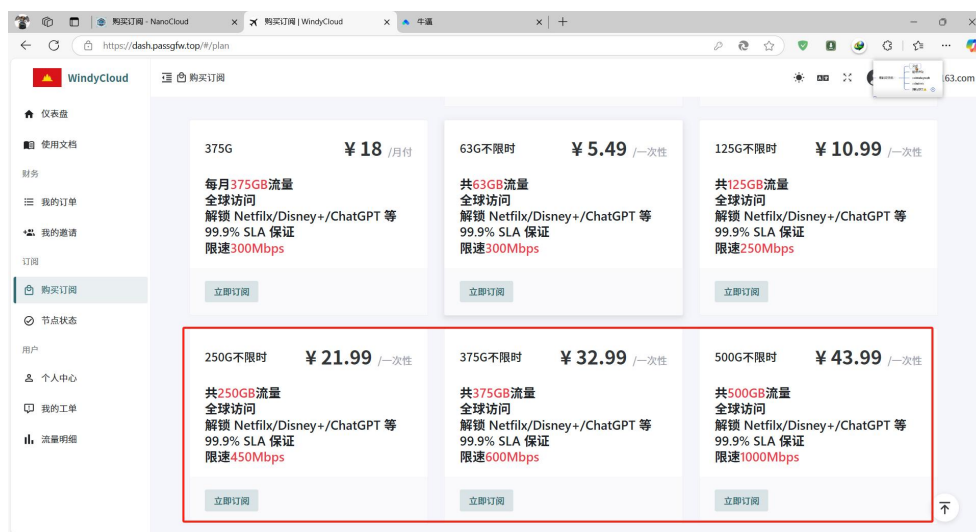 购买订阅 - NanoCloud
购买订阅 | WindyCloud
牛逼
https://dash.passgfw.top/#/plan
WindyCloud
购买订阅
63.com
仪表盘
使用文档
财务
我的订单
我的邀请
订阅
购买订阅
节点状态
用户
个人中心
我的工单
流量明细
375G
¥ 18 /月付
每月375GB流量
全球访问
解锁 Netfilx/Disney+/ChatGPT 等
99.9% SLA 保证
限速300Mbps
立即订阅
63G不限时
¥ 5.49 /一次性
共63GB流量
全球访问
解锁 Netfilx/Disney+/ChatGPT 等
99.9% SLA 保证
限速300Mbps
立即订阅
125G不限时
¥ 10.99 /一次性
共125GB流量
全球访问
解锁 Netfilx/Disney+/ChatGPT 等
99.9% SLA 保证
限速250Mbps
立即订阅
250G不限时
¥ 21.99 /一次性
共250GB流量
全球访问
解锁 Netfilx/Disney+/ChatGPT 等
99.9% SLA 保证
限速450Mbps
立即订阅
375G不限时
¥ 32.99 /一次性
共375GB流量
全球访问
解锁 Netfilx/Disney+/ChatGPT 等
99.9% SLA 保证
限速600Mbps
立即订阅
500G不限时
¥ 43.99 /一次性
共500GB流量
全球访问
解锁 Netfilx/Disney+/ChatGPT 等
99.9% SLA 保证
限速1000Mbps
立即订阅